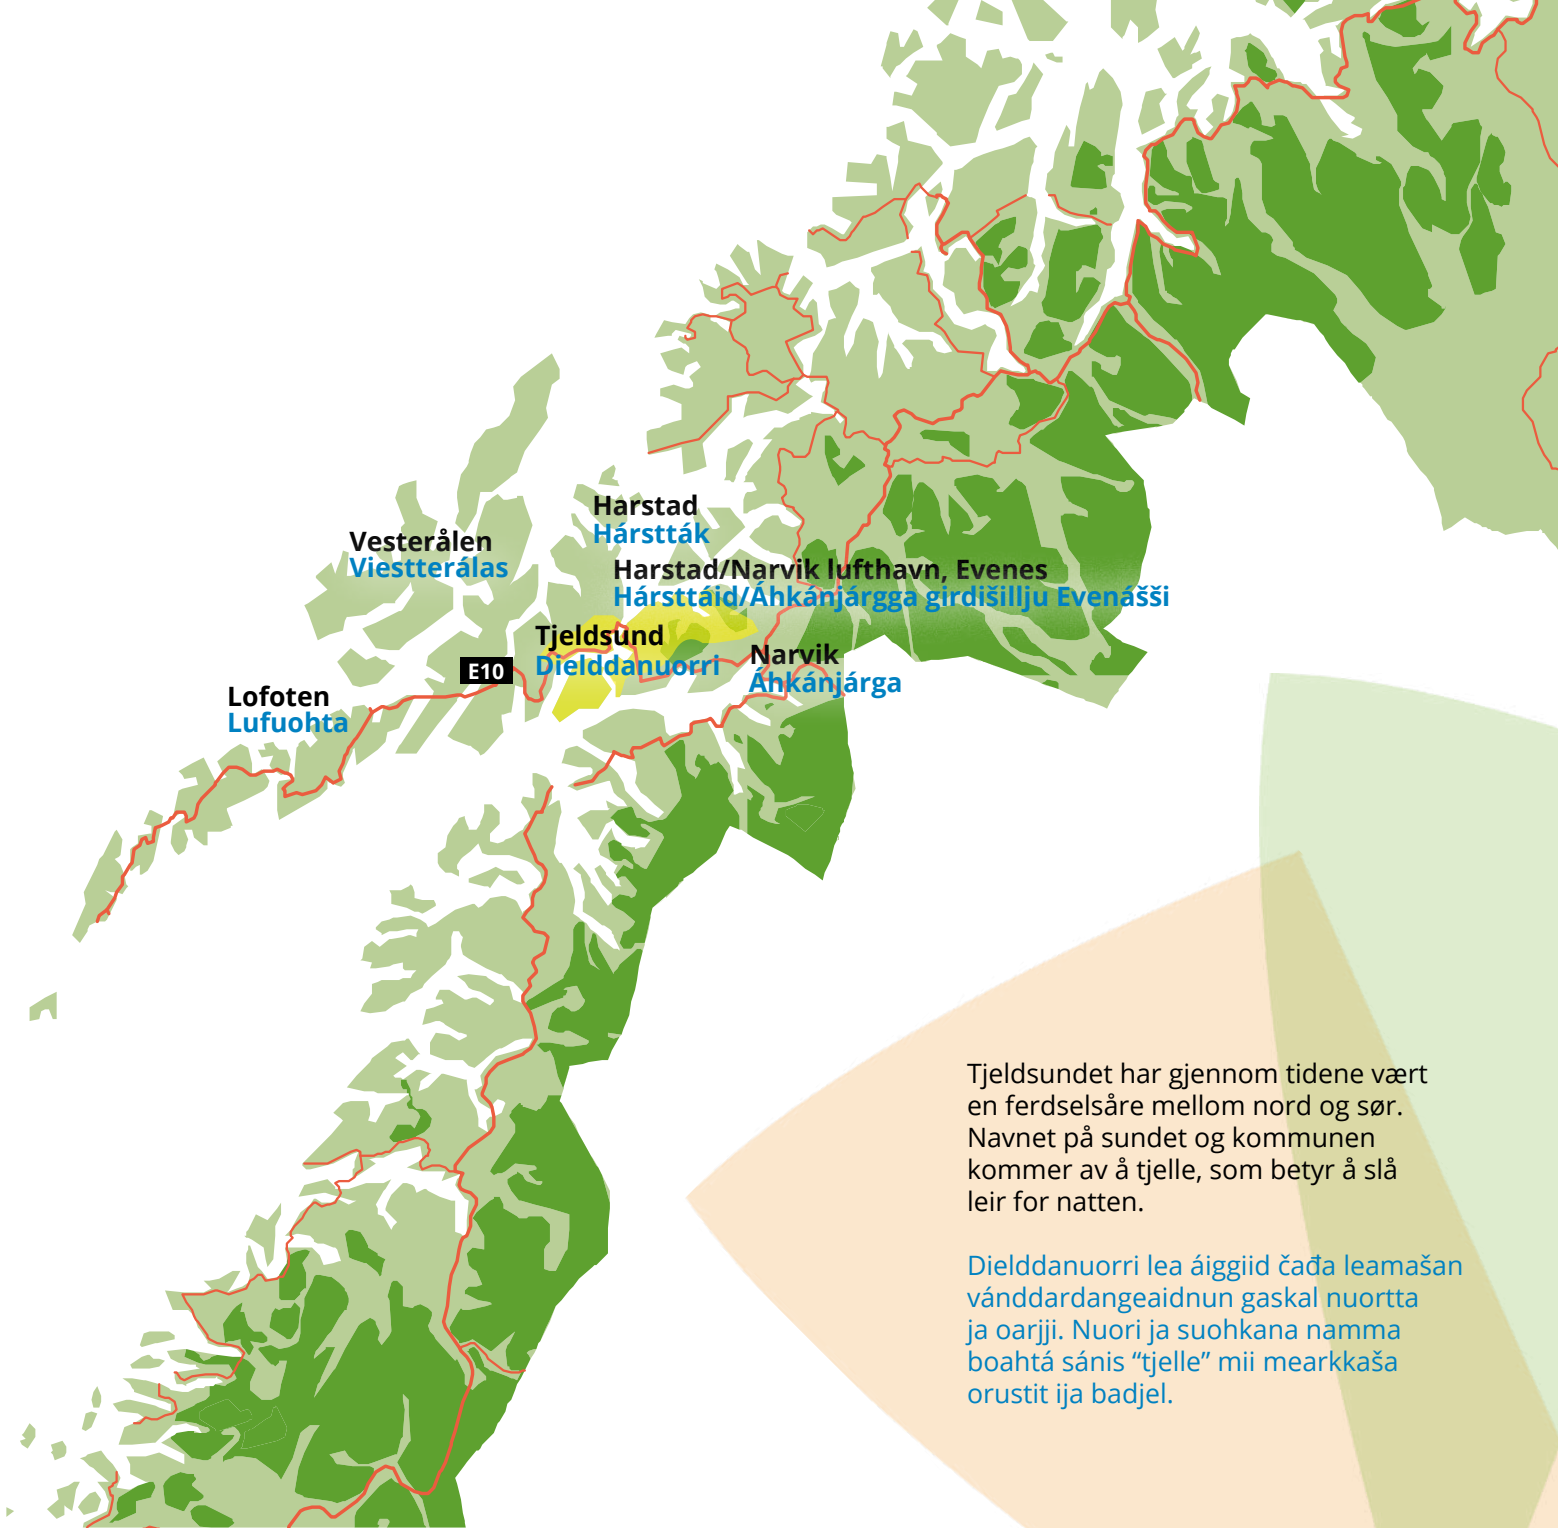 Harstad
Hárstták
Vesterålen
Viestterálas
Harstad/Narvik lufthavn, Evenes
Hársttáid/Áhkánjárgga girdišillju Evenášši
Tjeldsund
Dielddanuorri
Narvik
Áhkánjárga
E10
Lofoten
Lufuohta
Tjeldsundet har gjennom tidene vært
en ferdselsåre mellom nord og sør.
Navnet på sundet og kommunen
kommer av å tjelle, som betyr å slå
leir for natten.
Dielddanuorri lea áiggiid čađa leamašan
vánddardangeaidnun gaskal nuortta
ja oarjji. Nuori ja suohkana namma
boahtá sánis “tjelle” mii mearkkaša
orustit ija badjel.